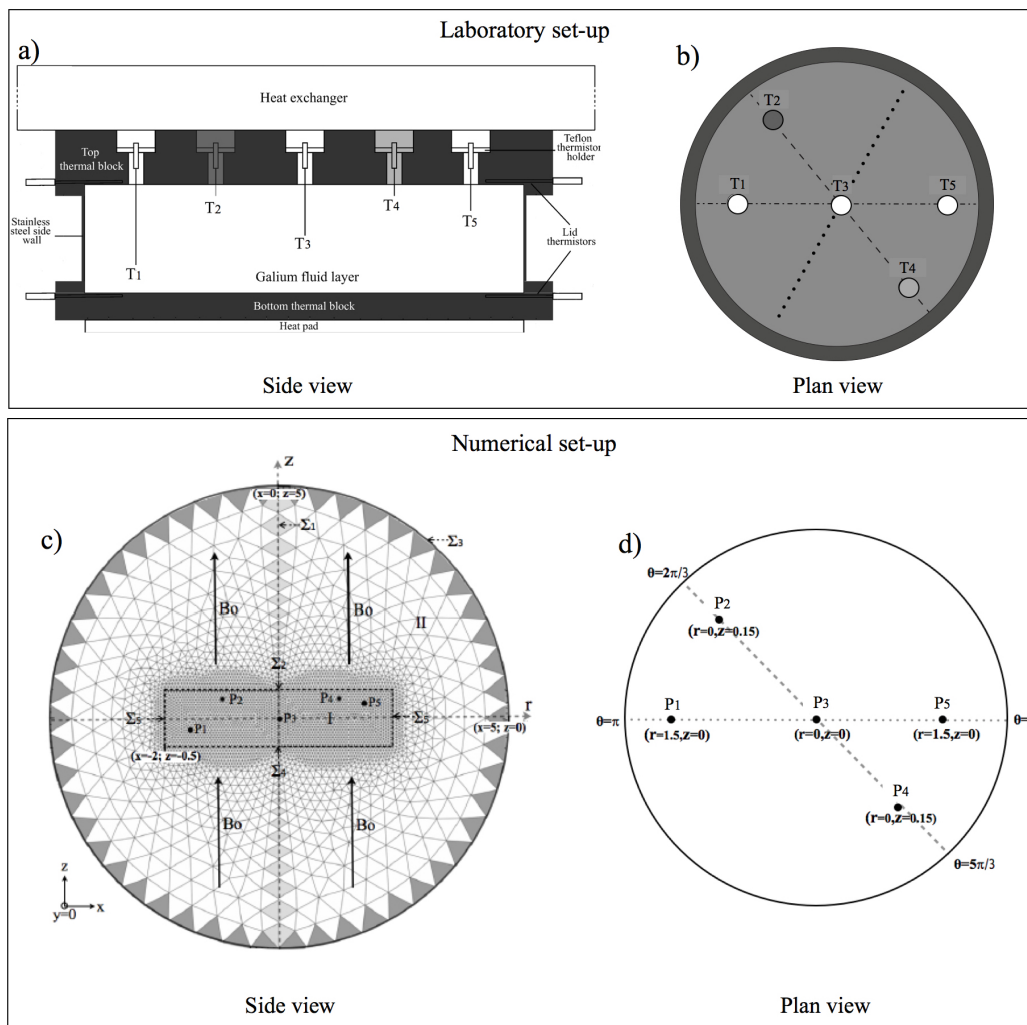 Laboratory set-up
a)
Heat exchanger
Top
thermal block
Teflon
thermistor
holder
T2
T4
T5
T3
T1
Stainless
steel side
wall
Lid
thermistors
Galium fluid layer
Bottom thermal block
Heat pad
Side view
b)
T2
T1
T3
T5
T4
Plan view
Numerical set-up
c)
z
(x=0; z=5)
Σ1
Σ3
Bo
Bo
II
Σ2
P2
P4
P5
Σ5
P3
I
Σ5
r
P1
(x=5; z=0)
(x=-2; z=-0.5)
Σ4
Bo
Bo
z
x
y=0
Side view
d)
θ=2π/3
P2
(r=0,z=0.15)
P1
P3
P5
θ=π
θ=
(r=1.5,z=0)
(r=0,z=0)
(r=1.5,z=0)
P4
(r=0,z=0.15)
θ=5π/3
Plan view